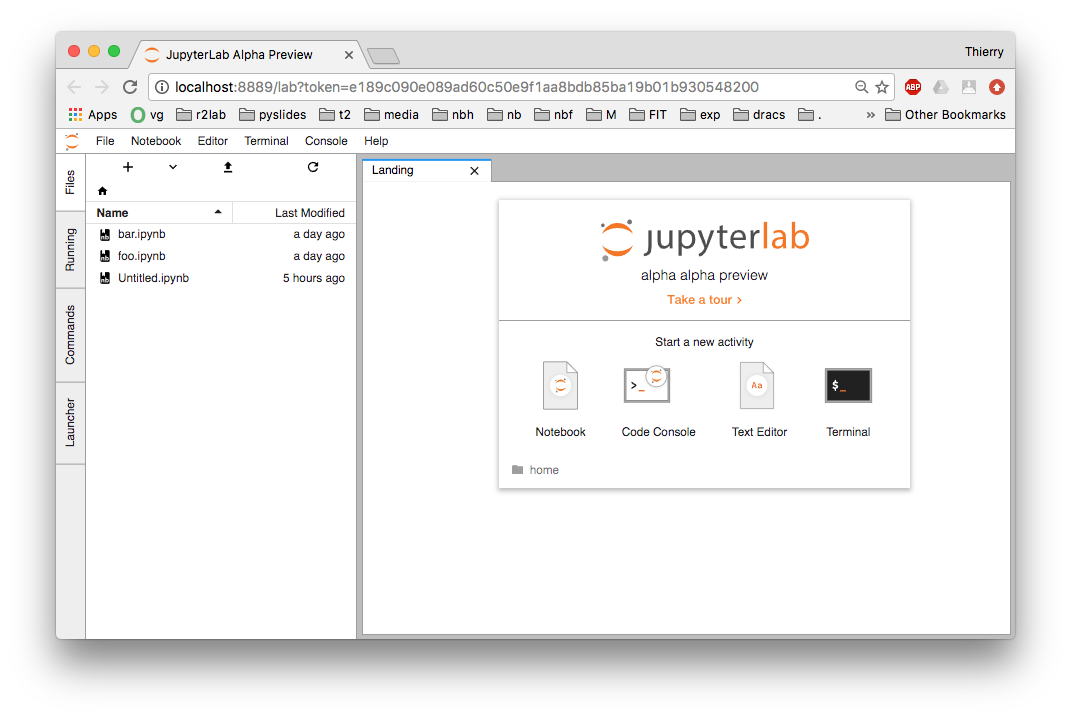 JupyterLab Alpha Preview
Thierry
localhost:8889/lab?token=e189c090e089ad60c50e9f1aa8bdb85ba19b01b930548200
ABP
Apps vg r2lab pyslides t2 media nbh nb nbf M FIT exp dracs . » Other Bookmarks
File Notebook Editor Terminal Console Help
Files
Running
Commands
Launcher
Name Last Modified
bar.ipynb a day ago
foo.ipynb a day ago
Untitled.ipynb 5 hours ago
Landing
jupyterlab
alpha alpha preview
Take a tour ›
Start a new activity
>_ Aa $_
Notebook Code Console Text Editor Terminal
home